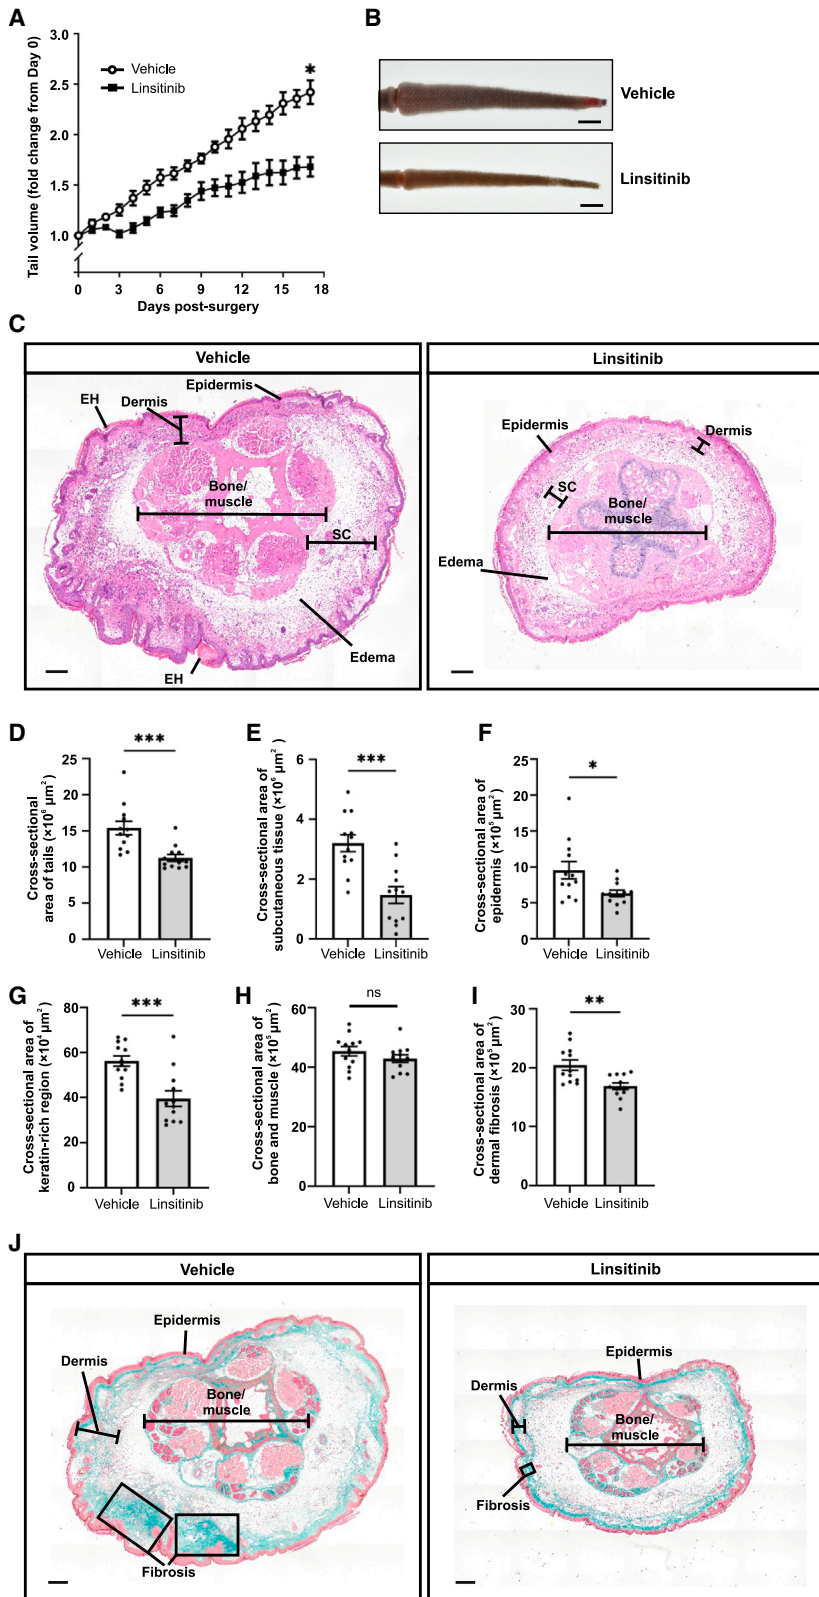 A
B
Tail volume (fold change from Day 0)
3.0
2.5
2.0
1.5
1.0
Vehicle
Linsitinib
*
0 3 6 9 12 15 18
Days post-surgery
Vehicle
Linsitinib
C
Vehicle
Linsitinib
EH
Dermis
Epidermis
Bone/
muscle
SC
Edema
EH
Epidermis
Dermis
SC
Bone/
muscle
Edema
D
Cross-sectional
area of tails (×10⁶ μm²)
25
20
15
10
5
0
***
Vehicle Linsitinib
E
Cross-sectional area of
subcutaneous tissue (×10⁶ μm²)
6
4
2
0
***
Vehicle Linsitinib
F
Cross-sectional area of
epidermis (×10⁵ μm²)
25
20
15
10
5
0
*
Vehicle Linsitinib
G
Cross-sectional area of
keratin-rich region (×10⁴ μm²)
80
60
40
20
0
***
Vehicle Linsitinib
H
Cross-sectional area of
bone and muscle (×10⁵ μm²)
60
40
20
0
ns
Vehicle Linsitinib
I
Cross-sectional area of
dermal fibrosis (×10⁵ μm²)
30
20
10
0
**
Vehicle Linsitinib
J
Vehicle
Linsitinib
Epidermis
Dermis
Bone/
muscle
Fibrosis
Epidermis
Dermis
Bone/
muscle
Fibrosis